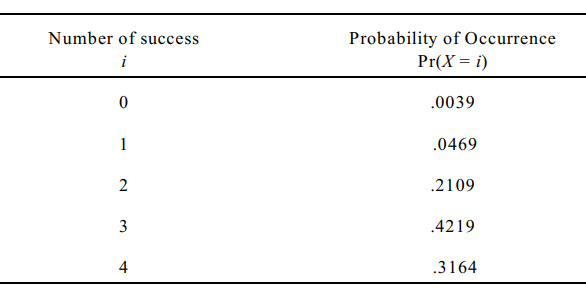 Number of success Probability of Occurrence
i Pr(X = i)
0 .0039
1 .0469
2 .2109
3 .4219
4 .3164